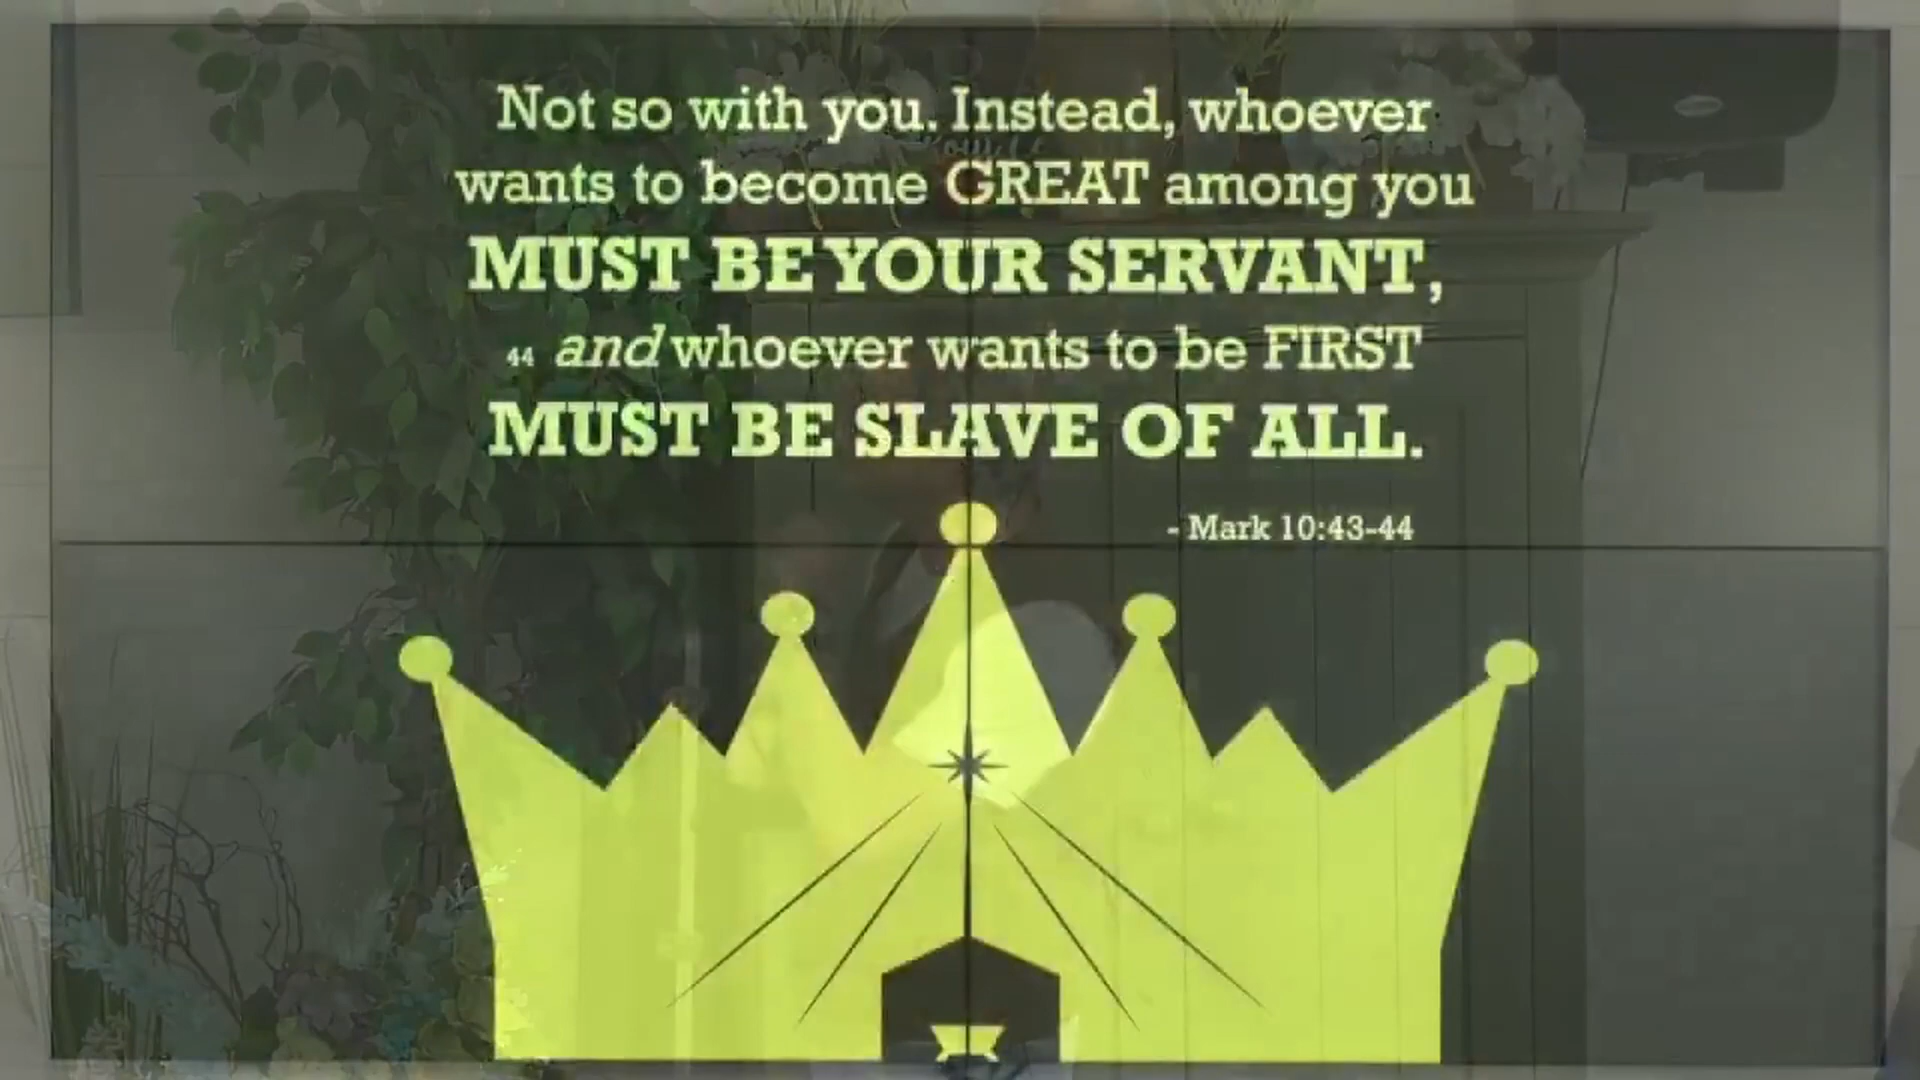 Not so with you. Instead, whoever
wants to become GREAT among you
MUST BE YOUR SERVANT,
44 and whoever wants to be FIRST
MUST BE SLAVE OF ALL.
- Mark 10:43-44